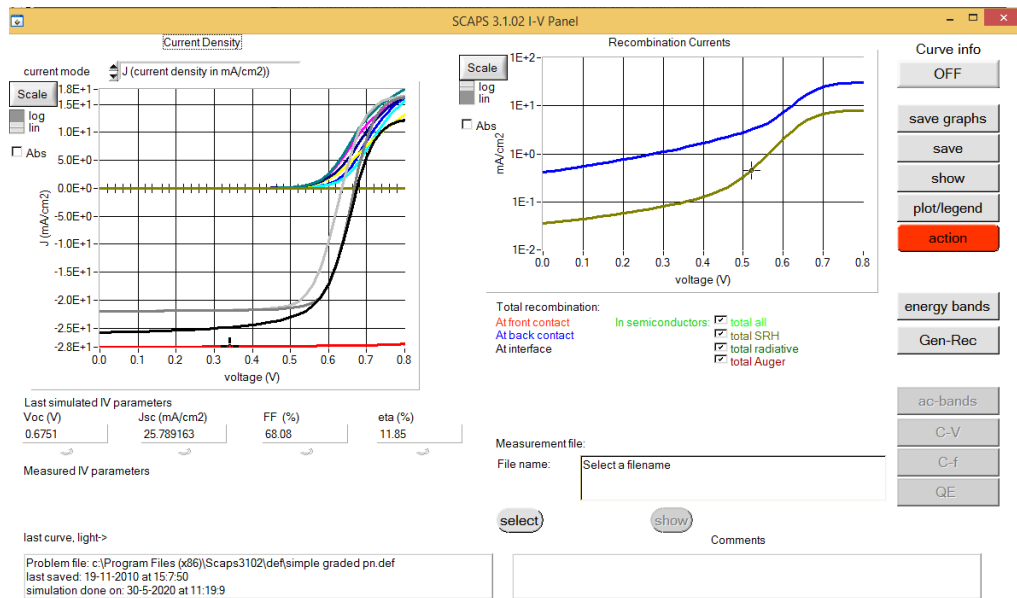 SCAPS 3.1.02 I-V Panel
Current Density
current mode
J (current density in mA/cm2))
Scale
log
lin
Abs
1.8E+1
1.5E+1
1.0E+1
5.0E+0
0.0E+0
-5.0E+0
-1.0E+1
-1.5E+1
-2.0E+1
-2.5E+1
-2.8E+1
J (mA/cm2)
0.0 0.1 0.2 0.3 0.4 0.5 0.6 0.7 0.8
voltage (V)
Recombination Currents
Scale
log
lin
Abs
1E+2
1E+1
1E+0
1E-1
1E-2
mA/cm2
0.0 0.1 0.2 0.3 0.4 0.5 0.6 0.7 0.8
voltage (V)
Total recombination:
At front contact
At back contact
At interface
In semiconductors:
total all
total SRH
total radiative
total Auger
Curve info
OFF
save graphs
save
show
plot/legend
action
energy bands
Gen-Rec
ac-bands
C-V
C-f
QE
Last simulated IV parameters
Voc (V) Jsc (mA/cm2) FF (%) eta (%)
0.6751 25.789163 68.08 11.85
Measured IV parameters
Measurement file:
File name:
Select a filename
select
show
last curve, light->
Problem file: c:\Program Files (x86)\Scaps3102\def\simple graded pn.def
last saved: 19-11-2010 at 15:7:50
simulation done on: 30-5-2020 at 11:19:9
Comments